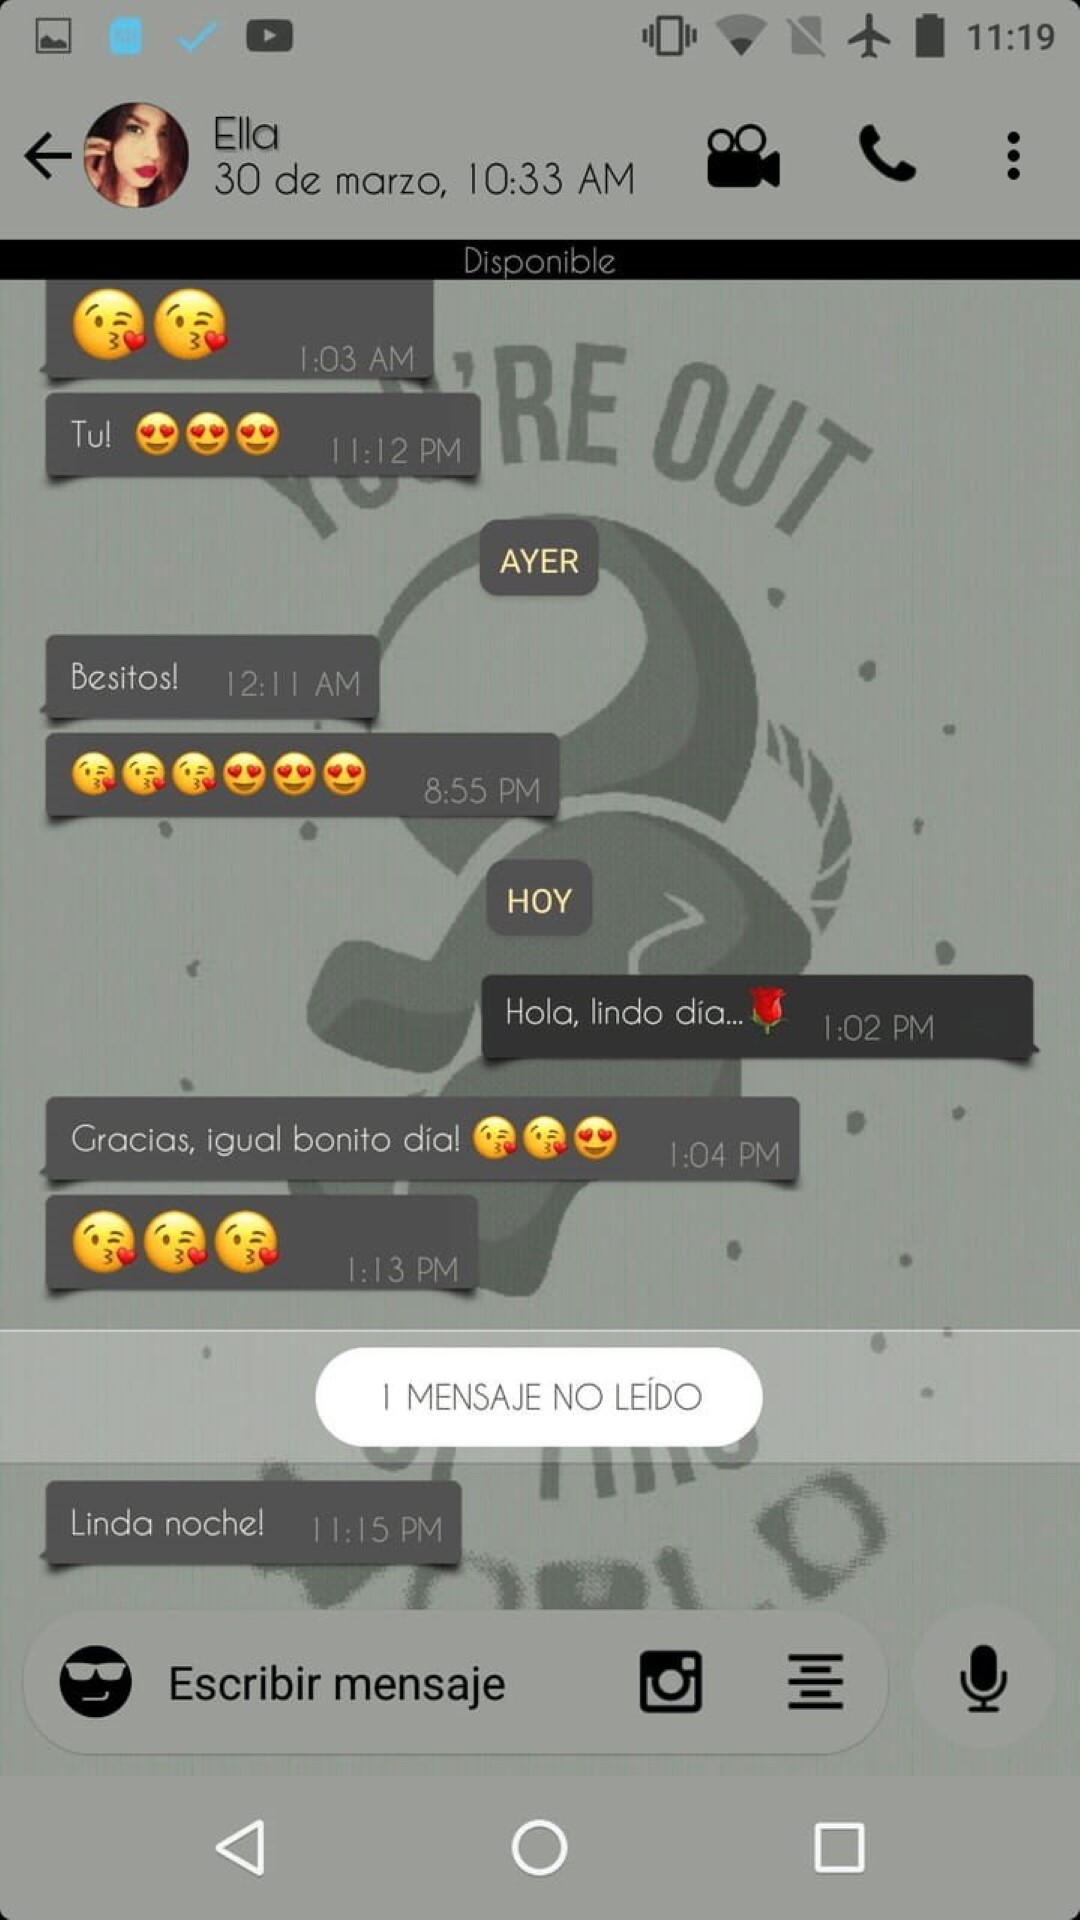 11:19
Ella
30 de marzo, 10:33 AM
Disponible
😘😘
1:03 AM
YOU'RE OUT
Tu! 😍😍😍 11:12 PM
AYER
Besitos! 12:11 AM
😘😘😘😍😍😍 8:55 PM
HOY
Hola, lindo día...🌹 1:02 PM
Gracias, igual bonito día! 😘😘😍 1:04 PM
😘😘😘 1:13 PM
1 MENSAJE NO LEÍDO
Linda noche! 11:15 PM
Escribir mensaje